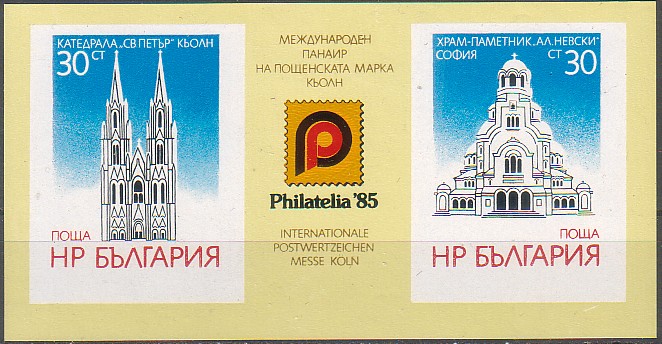 КАТЕДРАЛА „СВ. ПЕТЪР“ КЬОЛН
30 СТ
ПОЩА
НР БЪЛГАРИЯ
МЕЖДУНАРОДЕН
ПАНАИР
НА ПОЩЕНСКАТА МАРКА
КЬОЛН
Philatelia '85
INTERNATIONALE
POSTWERTZEICHEN
MESSE KÖLN
ХРАМ-ПАМЕТНИК „АЛ. НЕВСКИ“
СОФИЯ
СТ 30
ПОЩА
НР БЪЛГАРИЯ